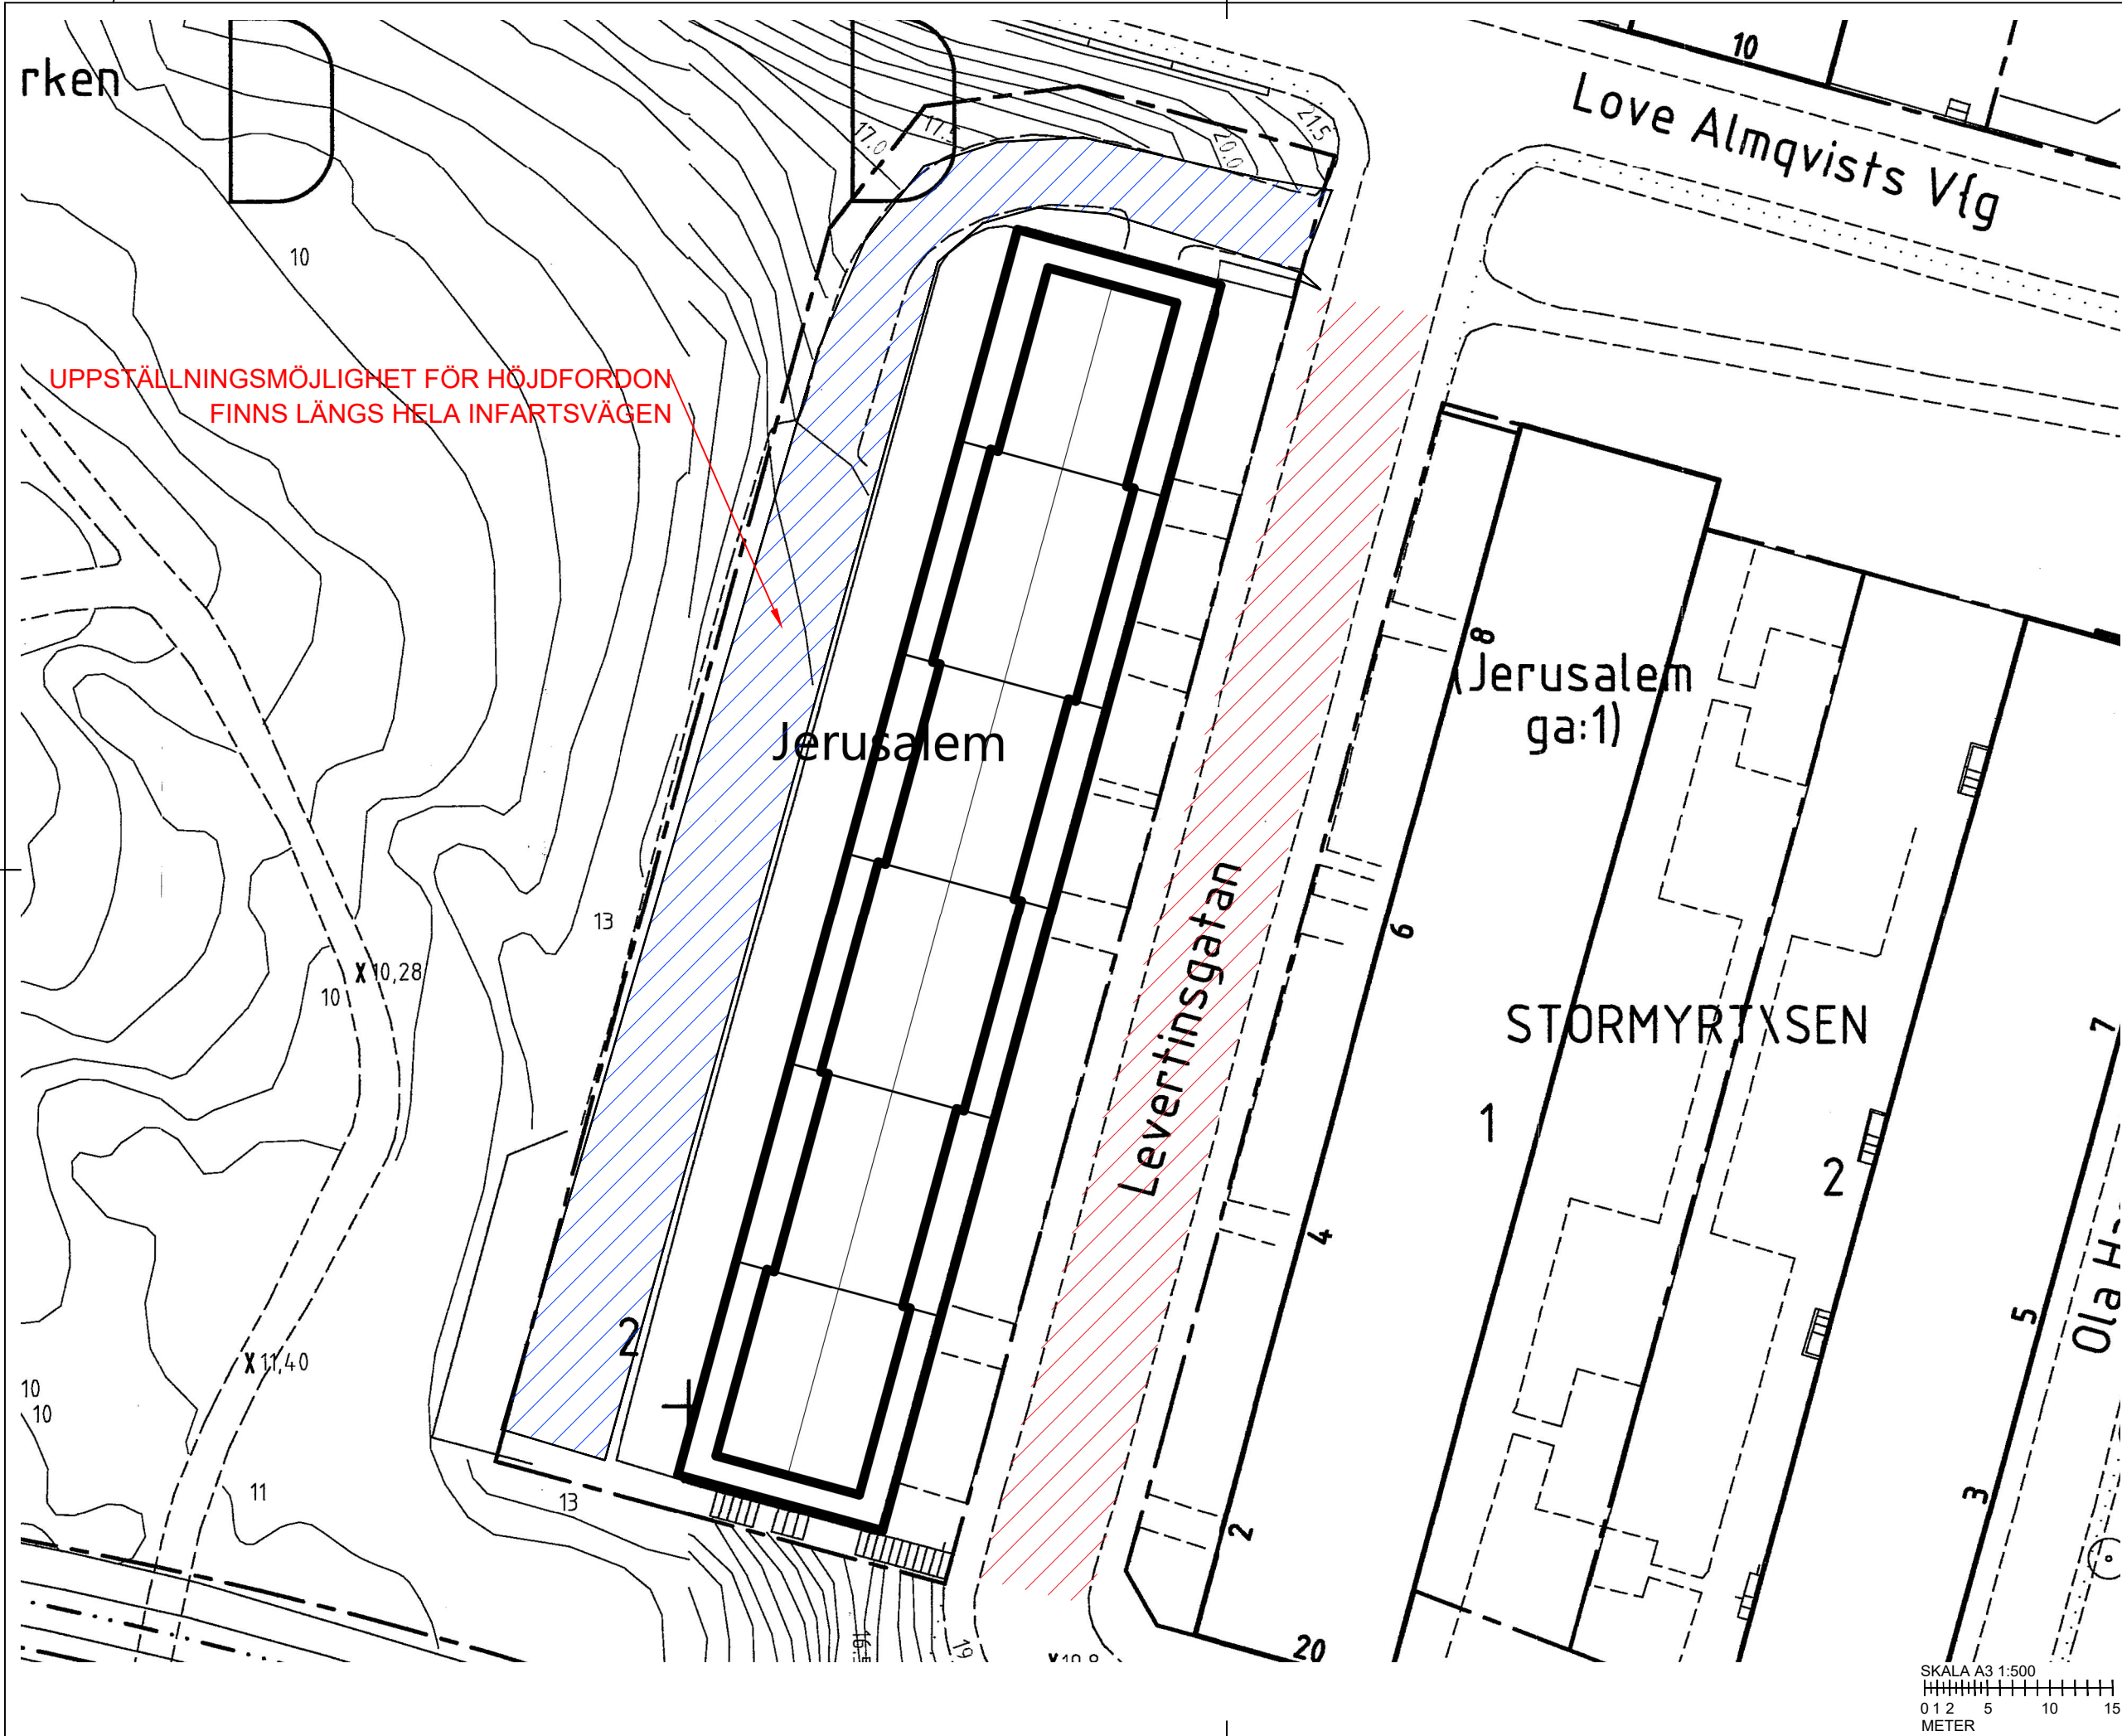 rken
10
Love Almqvists V{g
17.0
17.5
20.0
21.5
10
UPPSTÄLLNINGSMÖJLIGHET FÖR HÖJDFORDON
FINNS LÄNGS HELA INFARTSVÄGEN
8
(Jerusalem
ga:1)
Jerusalem
Levertinsgatan
13
6
X 10,28
10
STORMYRT\SEN
7
1
2
4
5
Ola H
2
X 11,40
10
10
11
13
3
2
20
19
SKALA A3 1:500
0 1 2 5 10 15
METER